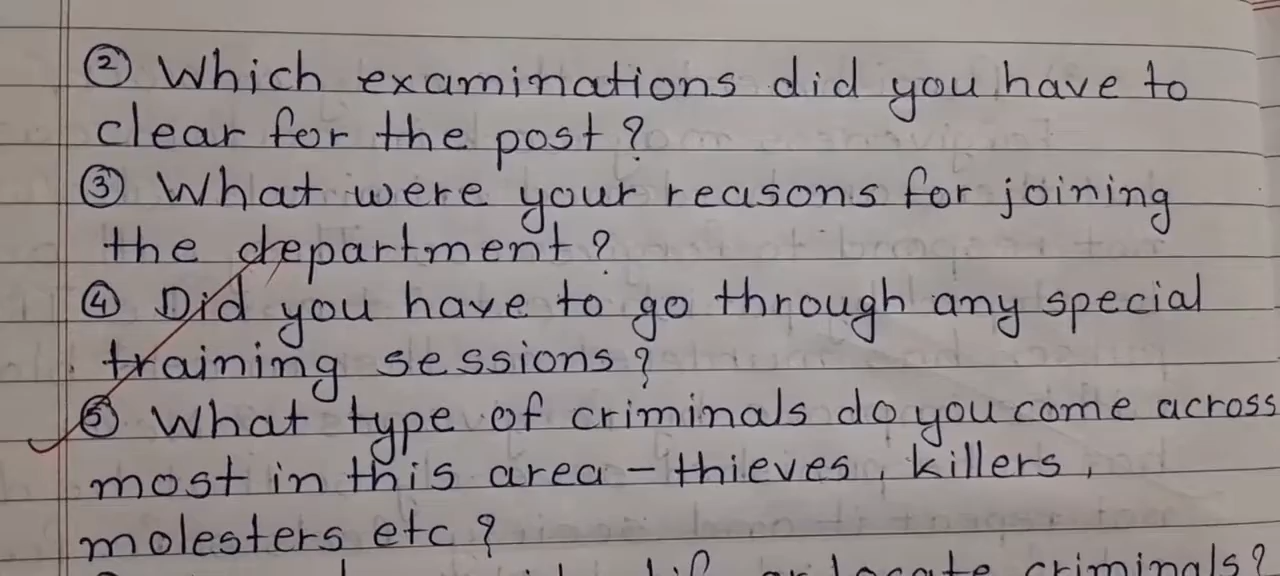 ② Which examinations did you have to
clear for the post?
③ What were your reasons for joining
the department?
④ Did you have to go through any special
training sessions?
⑤ What type of criminals do you come across
most in this area - thieves, killers,
molesters etc?
locate criminals?